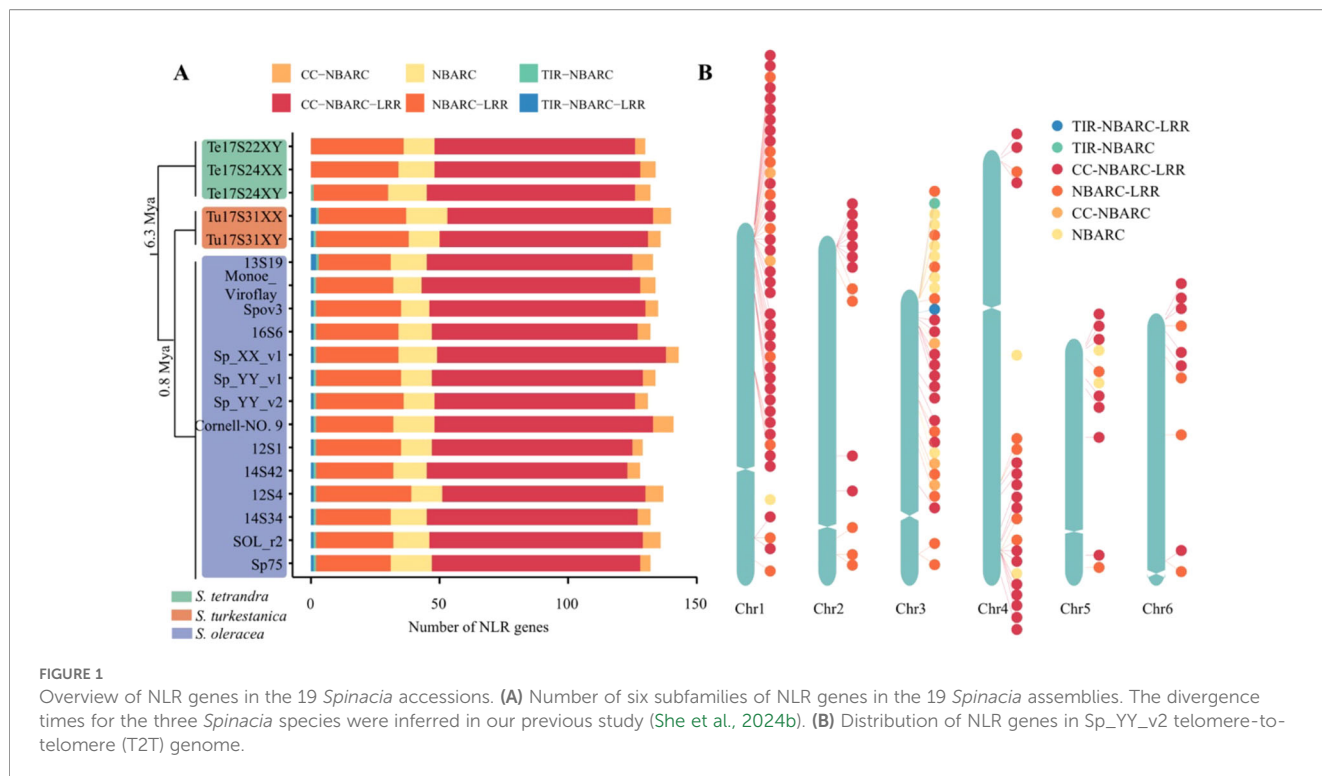 A
B
CC−NBARC
NBARC
TIR−NBARC
CC−NBARC−LRR
NBARC−LRR
TIR−NBARC−LRR
TIR-NBARC-LRR
TIR-NBARC
CC-NBARC-LRR
NBARC-LRR
CC-NBARC
NBARC
6.3 Mya
0.8 Mya
Te17S22XY
Te17S24XX
Te17S24XY
Tu17S31XX
Tu17S31XY
13S19
Monoe_
Viroflay
Spov3
16S6
Sp_XX_v1
Sp_YY_v1
Sp_YY_v2
Cornell-NO. 9
12S1
14S42
12S4
14S34
SOL_r2
Sp75
S. tetrandra
S. turkestanica
S. oleracea
0
50
100
150
Number of NLR genes
Chr1
Chr2
Chr3
Chr4
Chr5
Chr6
FIGURE 1
Overview of NLR genes in the 19 Spinacia accessions. (A) Number of six subfamilies of NLR genes in the 19 Spinacia assemblies. The divergence
times for the three Spinacia species were inferred in our previous study (She et al., 2024b). (B) Distribution of NLR genes in Sp_YY_v2 telomere-to-
telomere (T2T) genome.